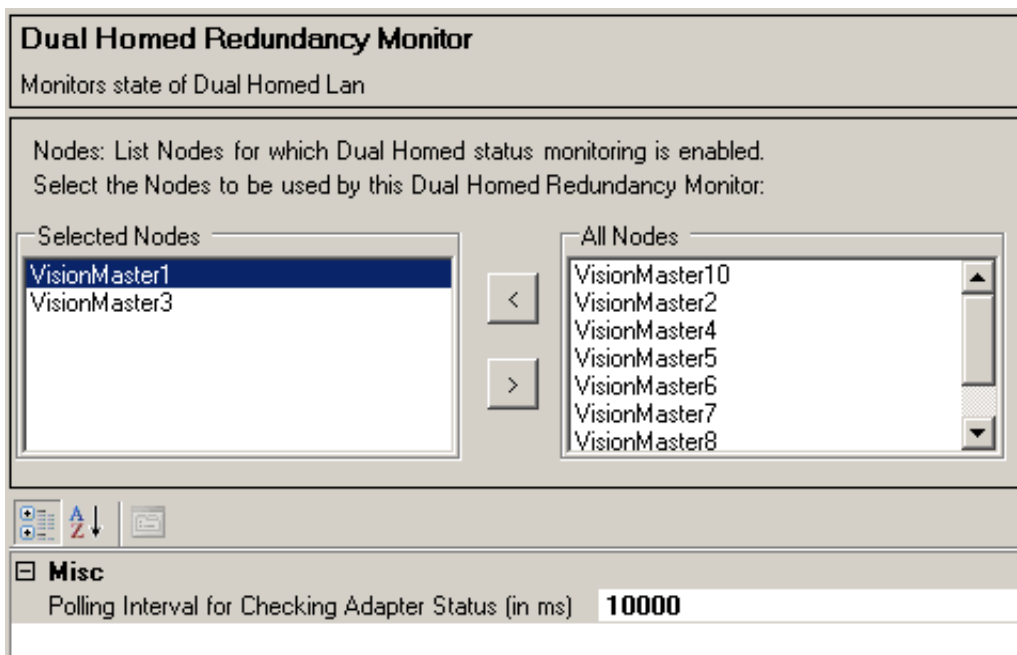 Dual Homed Redundancy Monitor
Monitors state of Dual Homed Lan
Nodes: List Nodes for which Dual Homed status monitoring is enabled.
Select the Nodes to be used by this Dual Homed Redundancy Monitor:
Selected Nodes
VisionMaster1
VisionMaster3
<
>
All Nodes
VisionMaster10
VisionMaster2
VisionMaster4
VisionMaster5
VisionMaster6
VisionMaster7
VisionMaster8
A
Z
Misc
Polling Interval for Checking Adapter Status (in ms) 10000